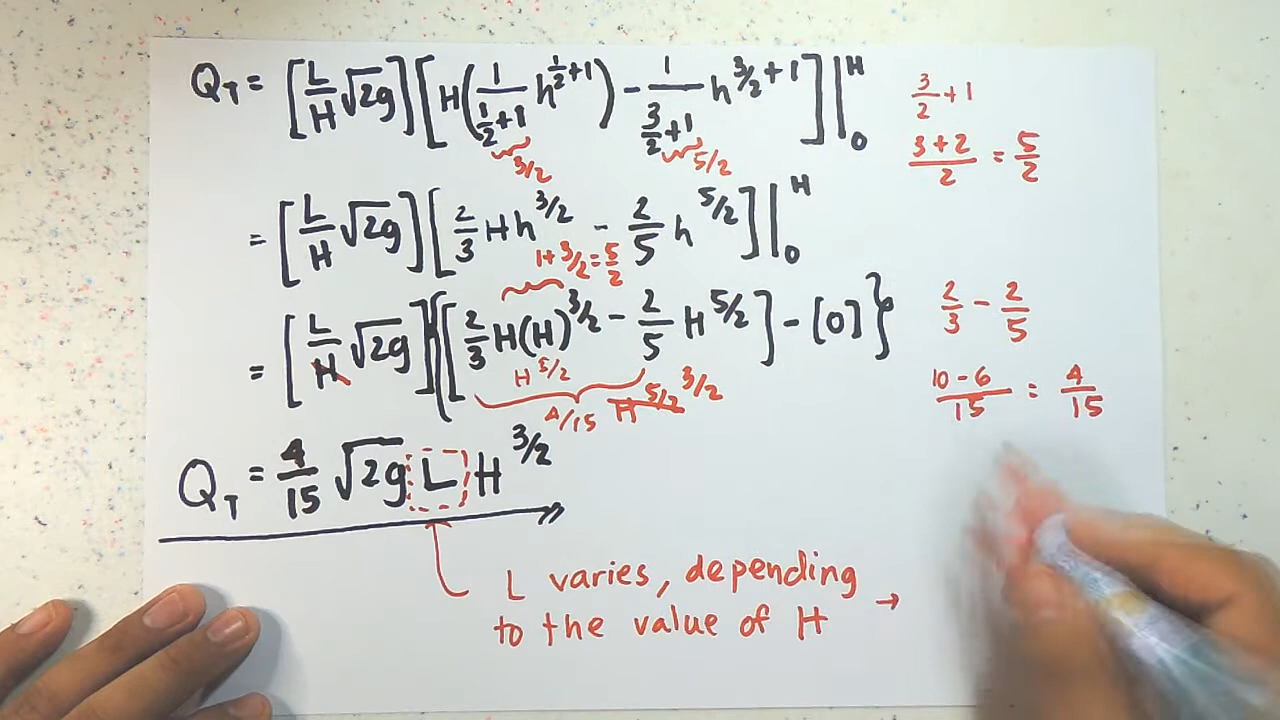 Q_T = [L/H √2g] [H(1/(1/2+1) h^(1/2+1)) − 1/(3/2+1) h^(3/2+1)] |_0^H
3/2 5/2
3/2 + 1
(3+2)/2 = 5/2
= [L/H √2g] [2/3 H h^(3/2) − 2/5 h^(5/2)] |_0^H
1+3/2 = 5/2
= [L/H √2g] {[2/3 H(H)^(3/2) − 2/5 H^(5/2)] − [0]}
H^(5/2)
4/15 H^(5/2) 3/2
2/3 − 2/5
(10−6)/15 = 4/15
Q_T = 4/15 √2g L H^(3/2)
L varies, depending
to the value of H →